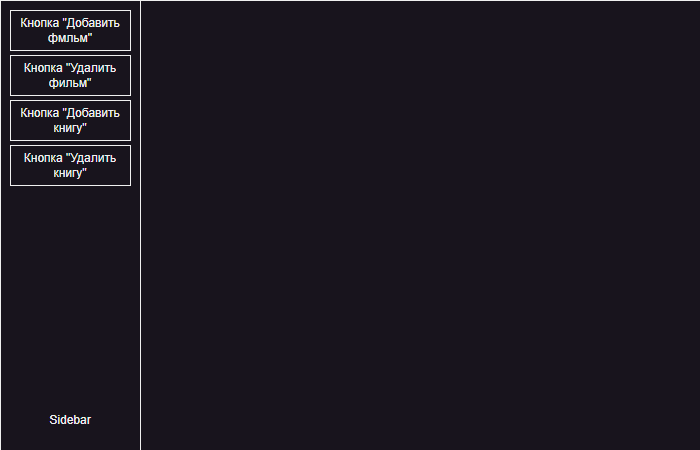 Кнопка "Добавить
фмльм"
Кнопка "Удалить
фильм"
Кнопка "Добавить
книгу"
Кнопка "Удалить
книгу"
Sidebar